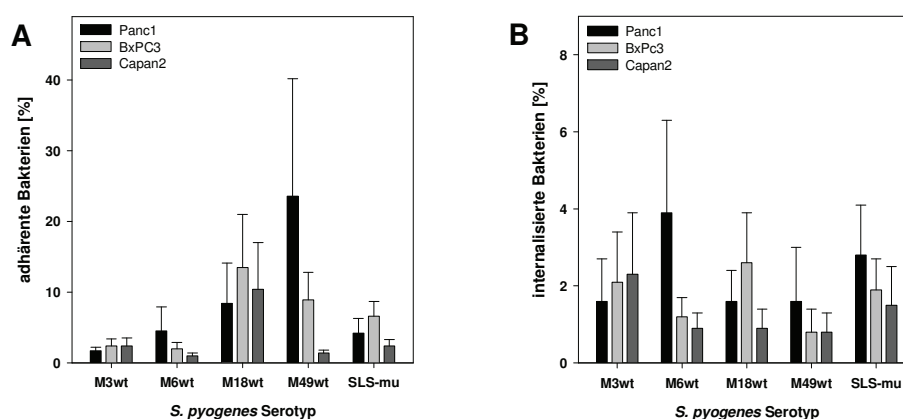 A
Panc1
BxPC3
Capan2
adhärente Bakterien [%]
40
30
20
10
0
M3wt M6wt M18wt M49wt SLS-mu
S. pyogenes Serotyp
B
Panc1
BxPc3
Capan2
internalisierte Bakterien [%]
8
6
4
2
0
M3wt M6wt M18wt M49wt SLS-mu
S. pyogenes Serotyp